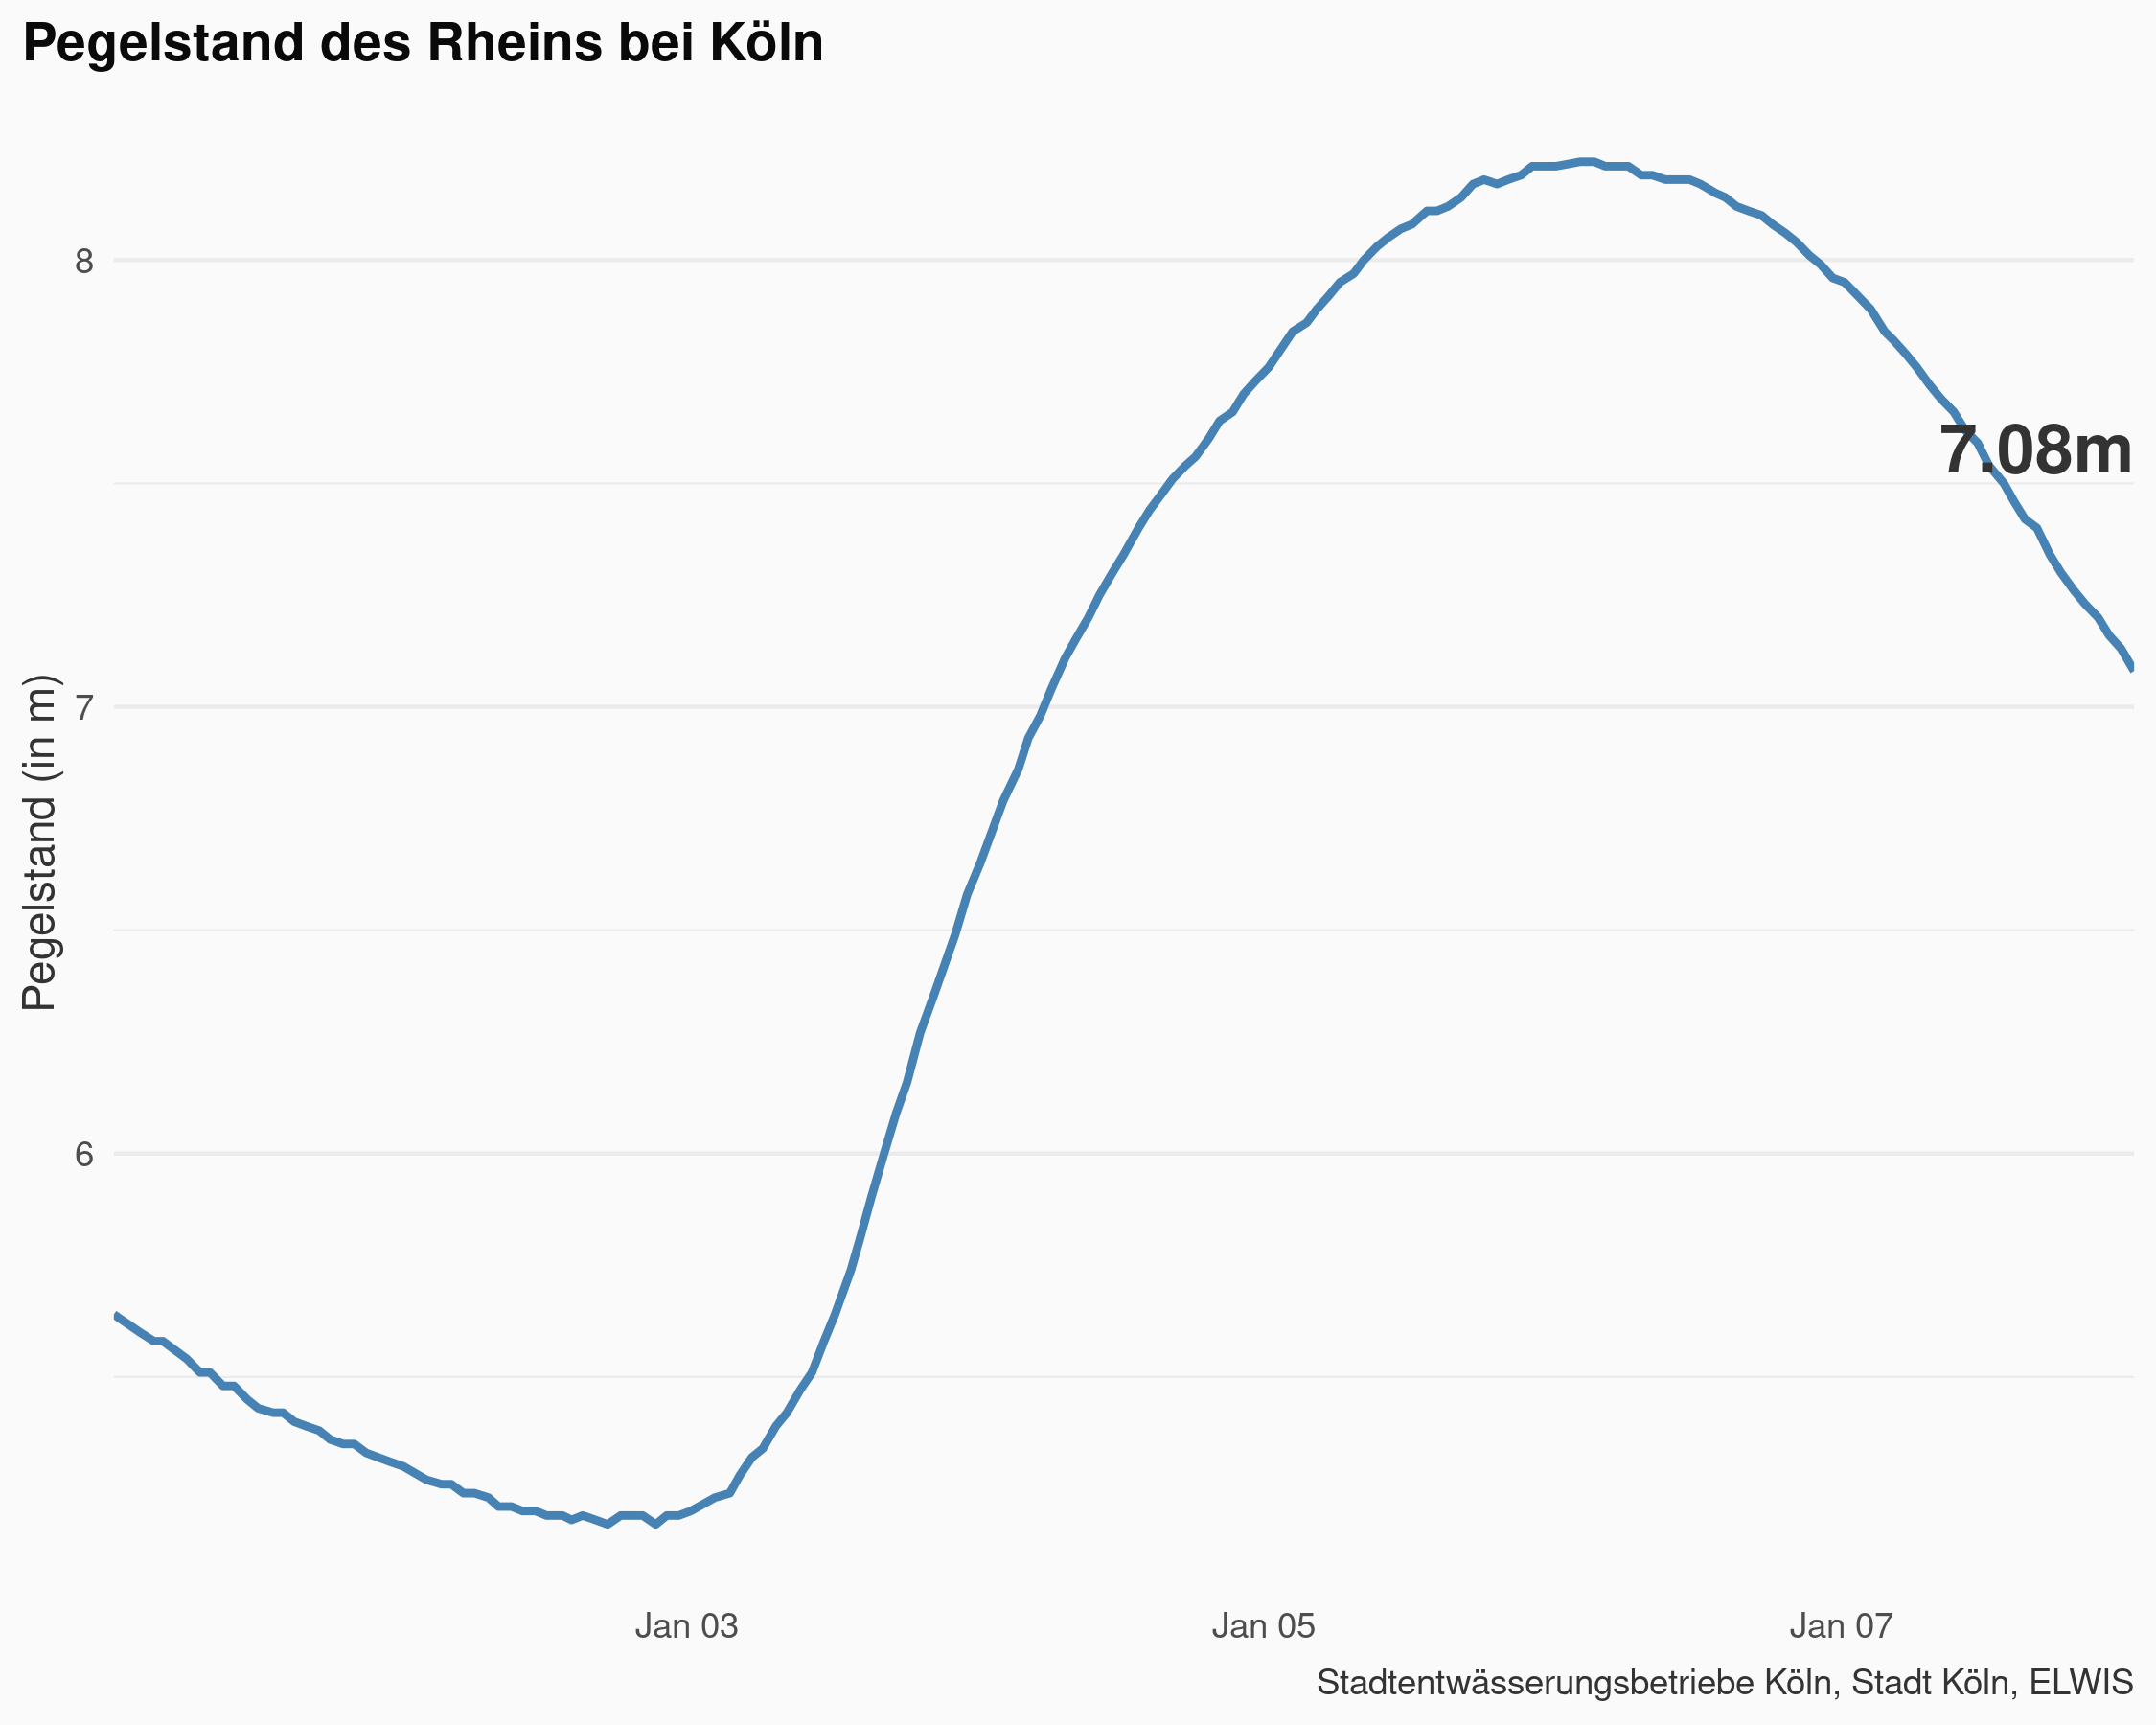 Pegelstand des Rheins bei Köln
Pegelstand (in m)
8
7
6
7.08m
Jan 03 Jan 05 Jan 07
Stadtentwässerungsbetriebe Köln, Stadt Köln, ELWIS